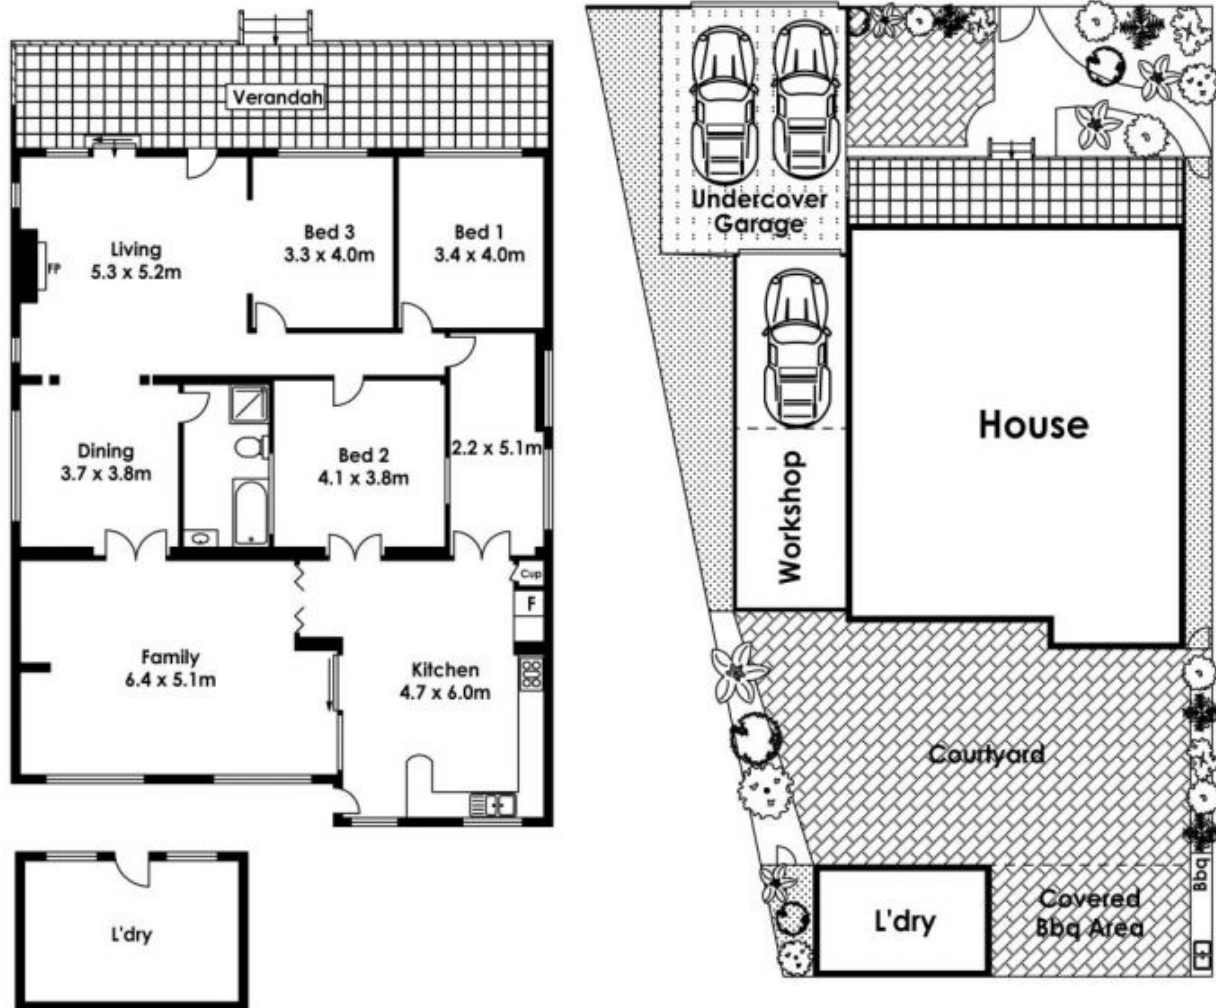 Verandah
Living
5.3 x 5.2m
FP
Bed 3
3.3 x 4.0m
Bed 1
3.4 x 4.0m
Dining
3.7 x 3.8m
Bed 2
4.1 x 3.8m
2.2 x 5.1m
Cup
F
Family
6.4 x 5.1m
Kitchen
4.7 x 6.0m
L'dry
Undercover
Garage
House
Workshop
Courtyard
L'dry
Covered
Bbq Area
Bbq